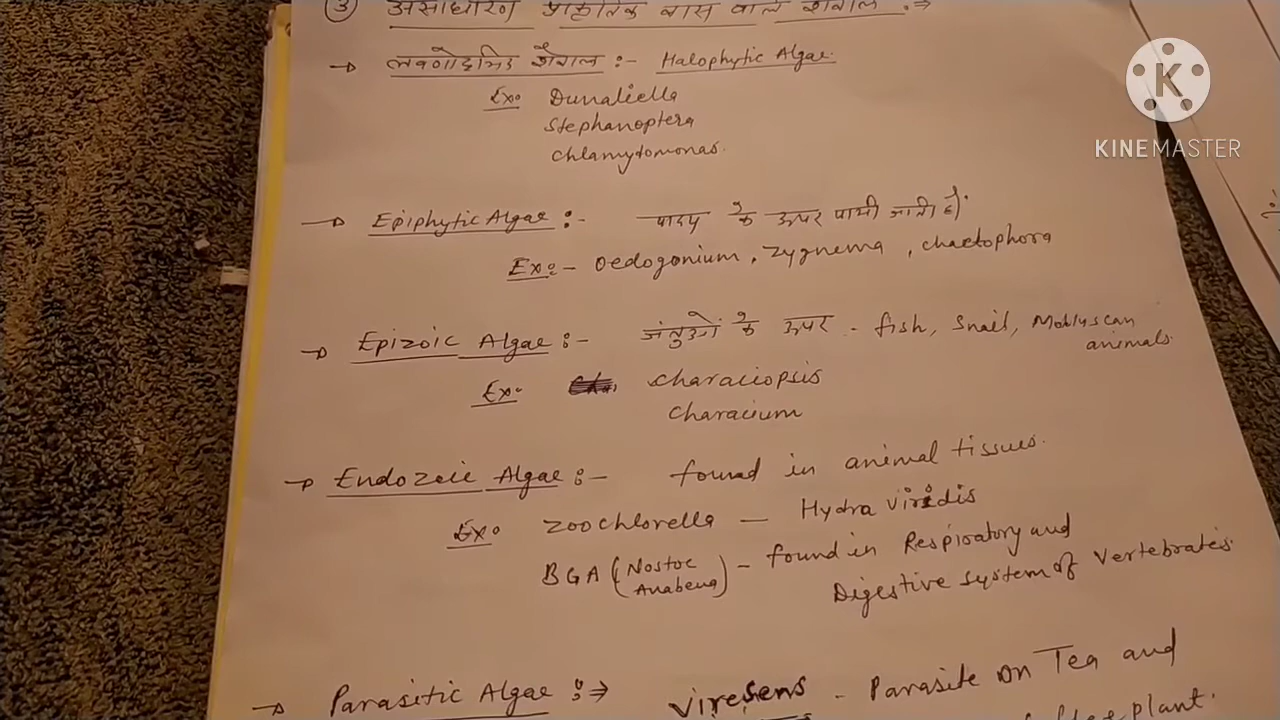 ③ असाधारण प्राकृतिक वास वाले शैवाल :⇒
→ लवणोद्भिद शैवाल :- Halophytic Algae.
Ex: Dunaliella
Stephanoptera
Chlamydomonas.
→ Epiphytic Algae :- पादप के ऊपर पायी जाती है।
Ex:- Oedogonium, Zygnema, Chaetophora
→ Epizoic Algae :- जंतुओं के ऊपर - fish, Snail, Molluscan animals.
Ex: Characiopsis
Characium
→ Endozoic Algae :- found in animal tissues.
Ex: Zoochlorella — Hydra Viridis
BGA (Nostoc Anabena) - found in Respiratory and
Digestive system of Vertebrates.
→ Parasitic Algae :⇒ Viresens - Parasite on Tea and
plant.
K
KINEMASTER